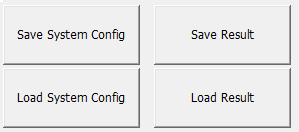 Save System Config
Save Result
Load System Config
Load Result